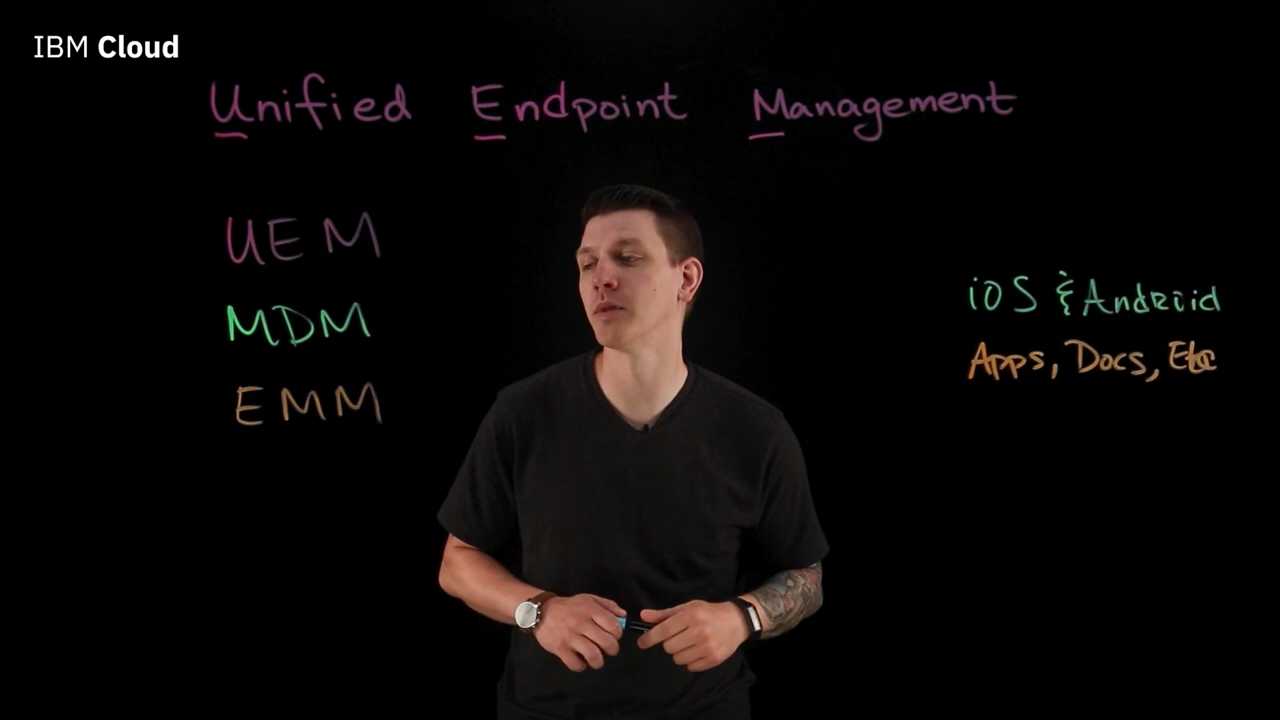 IBM Cloud
Unified Endpoint Management
UEM
MDM
EMM
iOS & Android
Apps, Docs, Etc